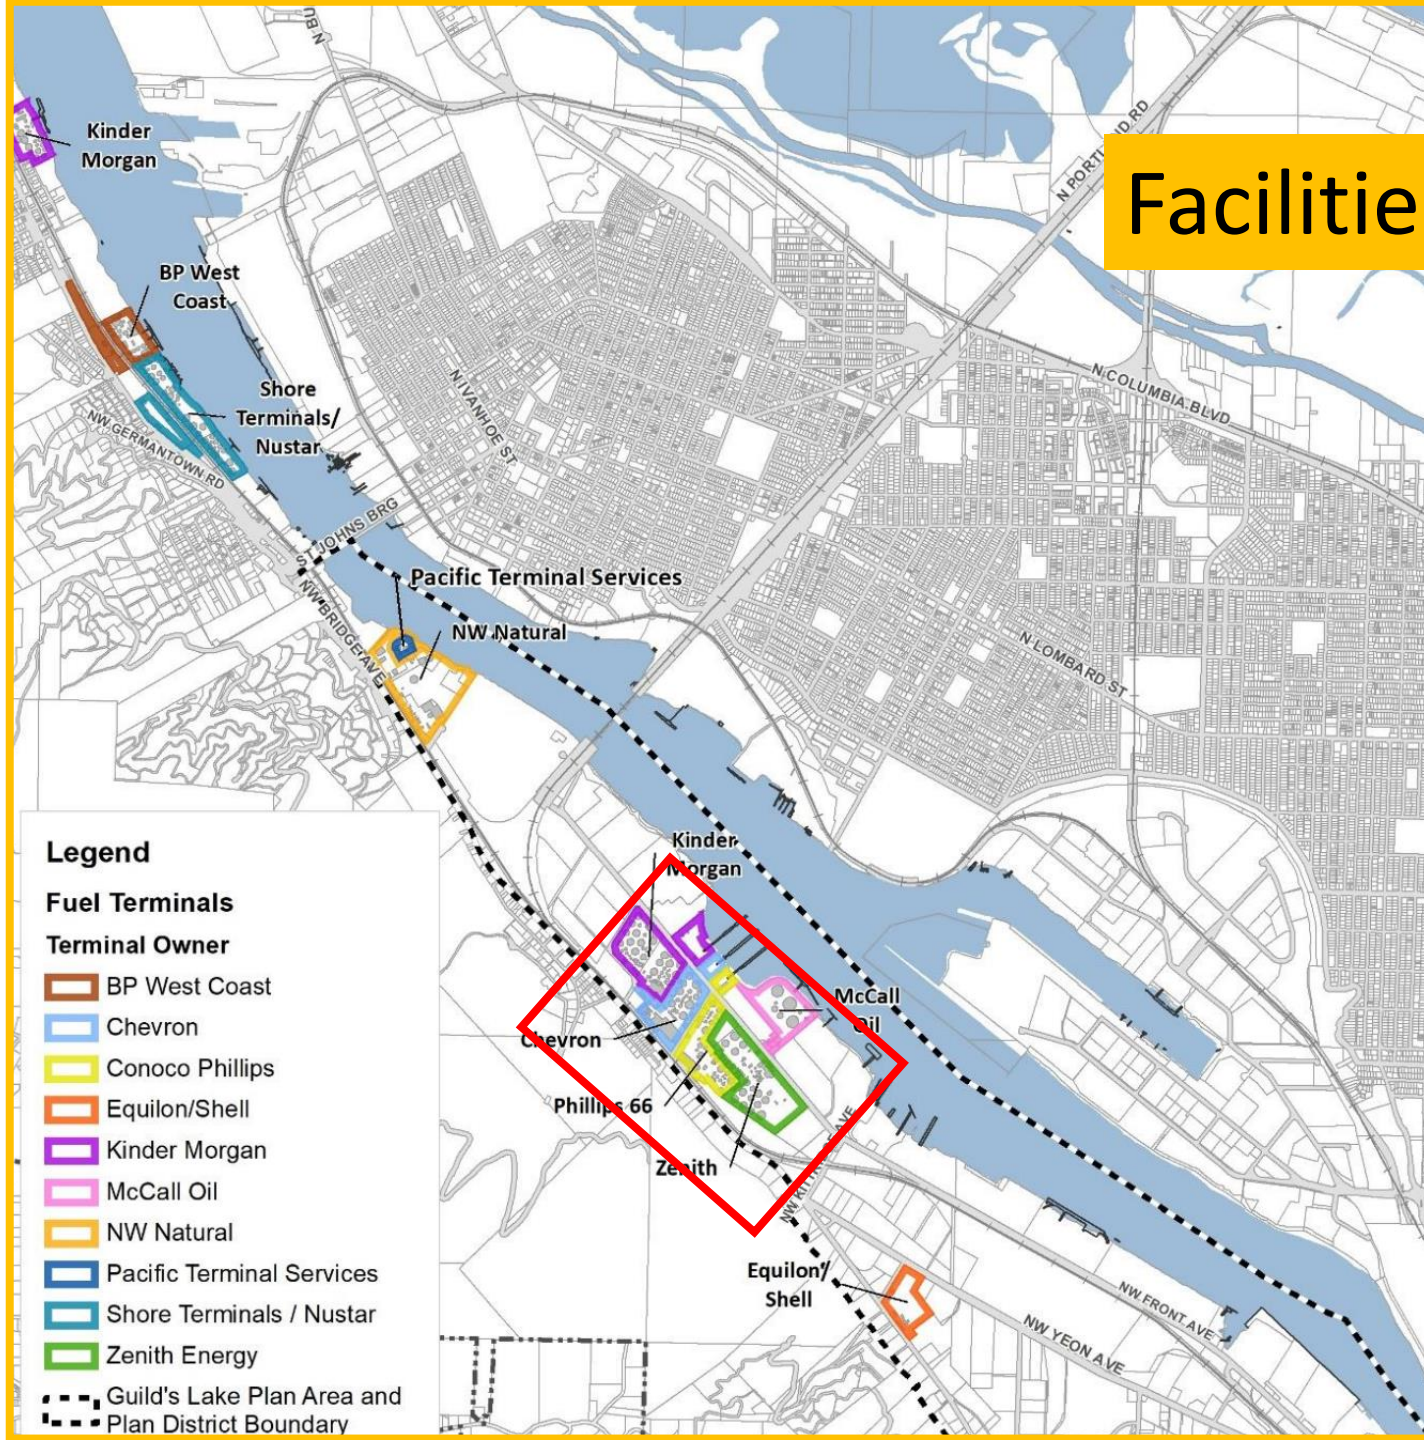 N BU
Kinder
Morgan
N PORTLAND RD
Facilitie
BP West
Coast
N COLUMBIA BLVD
Shore
Terminals/
Nustar
N IVANHOE ST
NW GERMANTOWN RD
ST JOHNS BRG
Pacific Terminal Services
NW BRIDGE AVE
NW Natural
N LOMBARD ST
Kinder
Morgan
McCall
Oil
Chevron
Phillips 66
Zenith
Equilon/
Shell
NW FRONT AVE
NW YEON AVE
Legend
Fuel Terminals
Terminal Owner
BP West Coast
Chevron
Conoco Phillips
Equilon/Shell
Kinder Morgan
McCall Oil
NW Natural
Pacific Terminal Services
Shore Terminals / Nustar
Zenith Energy
Guild's Lake Plan Area and
Plan District Boundary